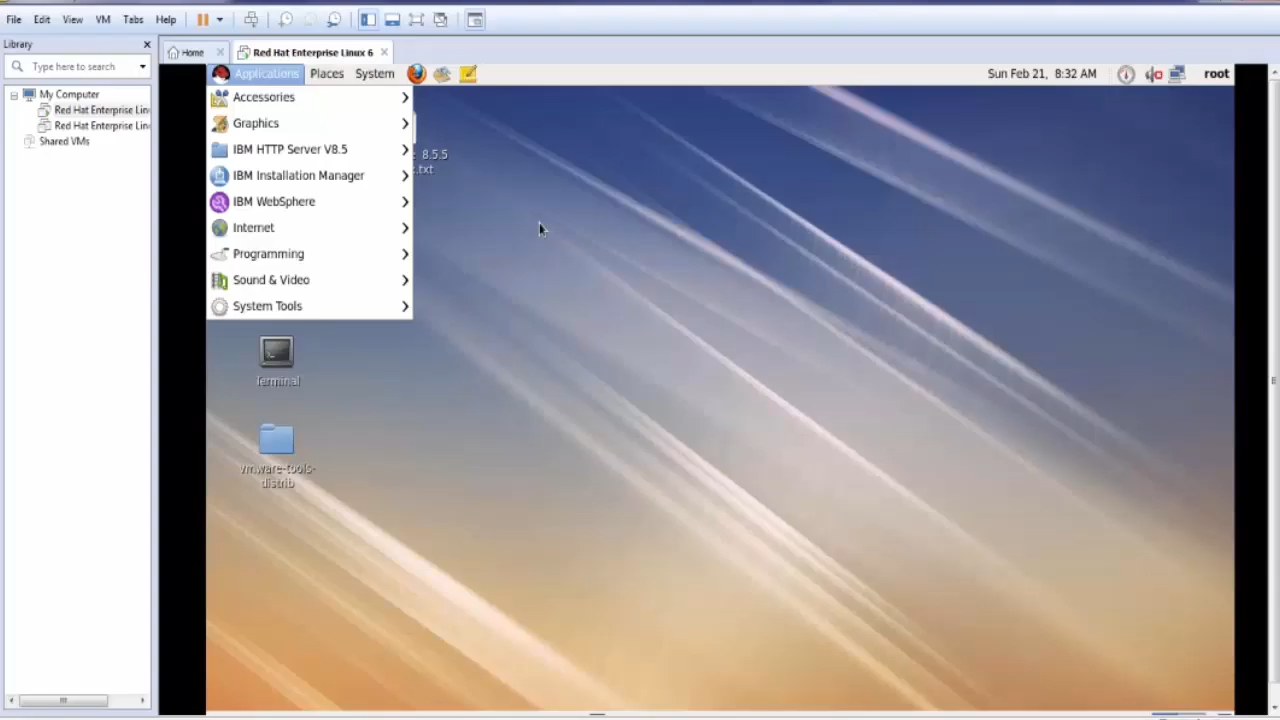 File Edit View VM Tabs Help
Library
Type here to search
My Computer
Red Hat Enterprise Lin
Red Hat Enterprise Lin
Shared VMs
Home
Red Hat Enterprise Linux 6
Applications Places System
Sun Feb 21, 8:32 AM
root
Accessories
Graphics
IBM HTTP Server V8.5
IBM Installation Manager
IBM WebSphere
Internet
Programming
Sound & Video
System Tools
8.5.5
.txt
Terminal
vmware-tools-
distrib